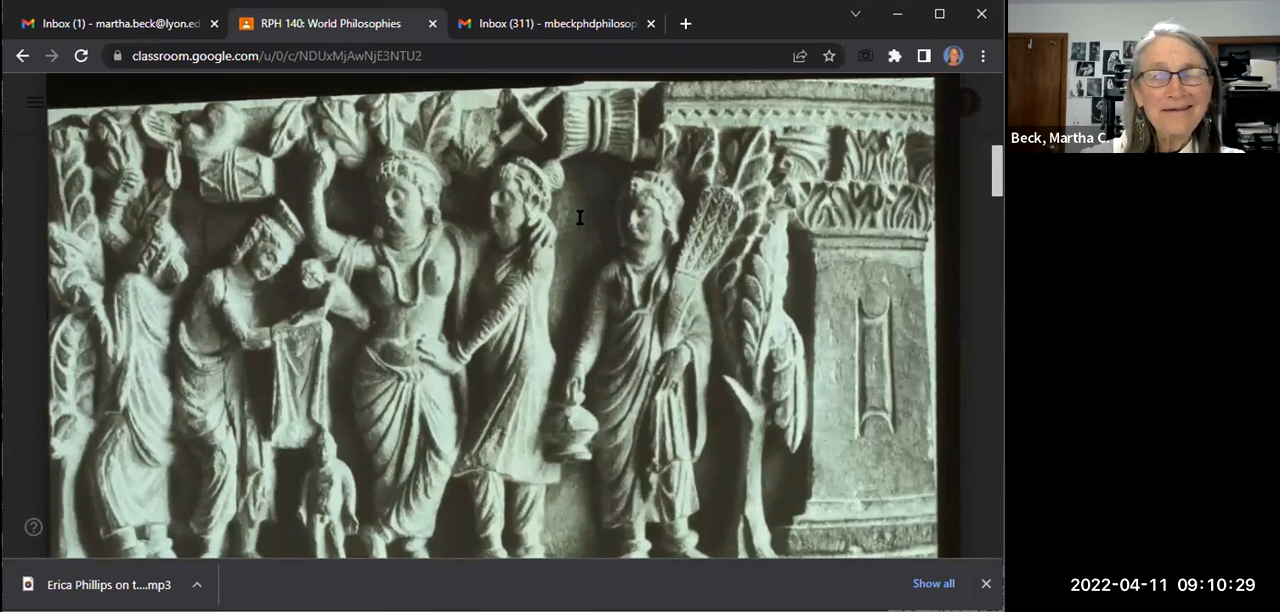 Inbox (1) - martha.beck@lyon.ed
RPH 140: World Philosophies
Inbox (311) - mbeckphdphilosop
classroom.google.com/u/0/c/NDUxMjAwNjE3NTU2
Beck, Martha C.
Erica Phillips on t....mp3
Show all
2022-04-11 09:10:29